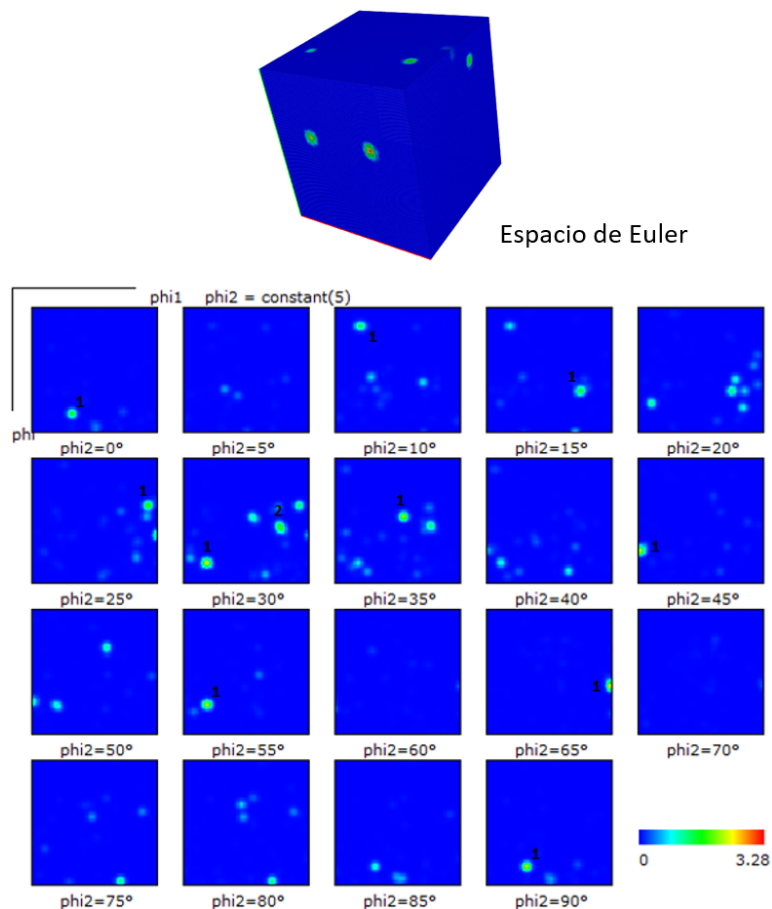 Espacio de Euler
phi1 phi2 = constant(5)
1
1
1
phi
phi2=0° phi2=5° phi2=10° phi2=15° phi2=20°
1
2
1
1
1
phi2=25° phi2=30° phi2=35° phi2=40° phi2=45°
1
1
phi2=50° phi2=55° phi2=60° phi2=65° phi2=70°
1
0 3.28
phi2=75° phi2=80° phi2=85° phi2=90°